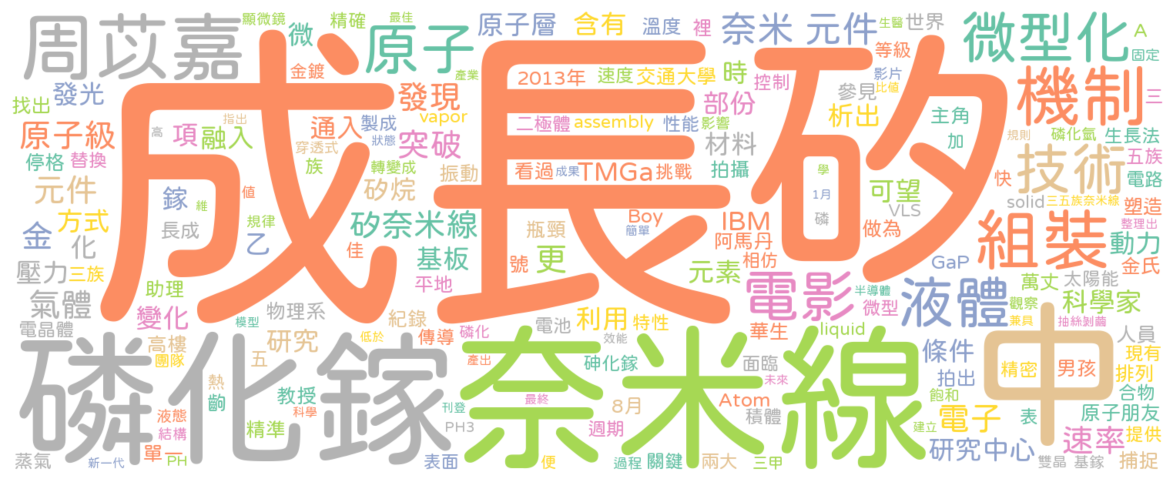 顯微鏡 精確 最佳
周苡嘉 微 原子 原子層 含有 溫度 裡 奈米 元件 生醫 世界 微型化 A
金鍍 產業 2013年 速度 交通大學 時 控制 等級 影片 固定
找出 發光 發現 部份 參見 比值 機制 三
原子級 項 融入 通入 製成 vapor 二極體 assembly 性能 影響 析出 主角 磷化氫 生長法
高 指出 狀態 突破 材料 加 規則
停格 替換 族 穿透式 轉變成 振動 看過 成果 TMGa 挑戰 拍攝 學 快 技術 五族
元件 鎵 值 矽烷 可望 電路
成長 矽 維 1月 solid 三五族奈米線
金 方式 長成 規律 矽奈米線 瓶頸 Boy 簡單 IBM 磷 VLS 塑造
化 乙 佳 號 更 阿馬丹 做為 組裝 整理出 動力
壓力 三族 基板 平地 相仿 元素 半導體 GaP 萬丈 太陽能 金氏
氣體 助理 電影 微型 液體 觀察 科學家
電晶體 變化 物理系 紀錄 電池 利用 特性 華生 兼具 抽絲剝繭
模型 傳導 磷化 效能 liquid 人員
磷化鎵 高樓 團隊 研究 低於 奈米線 中 條件 精密 男孩 現有
五 產出 砷化鎵 面臨 拍出 排列
熱 教授 未來 飽和 合物
齣 科學 刊登 最終 8月 Atom 積體 電子 表 原子朋友
液態 結構 精準 PH3 週期 建立 速率 提供
蒸氣 新一代 單一 PH 表面 便 過程 關鍵 兩大 三甲 研究中心 雙晶 基鎵 捕捉